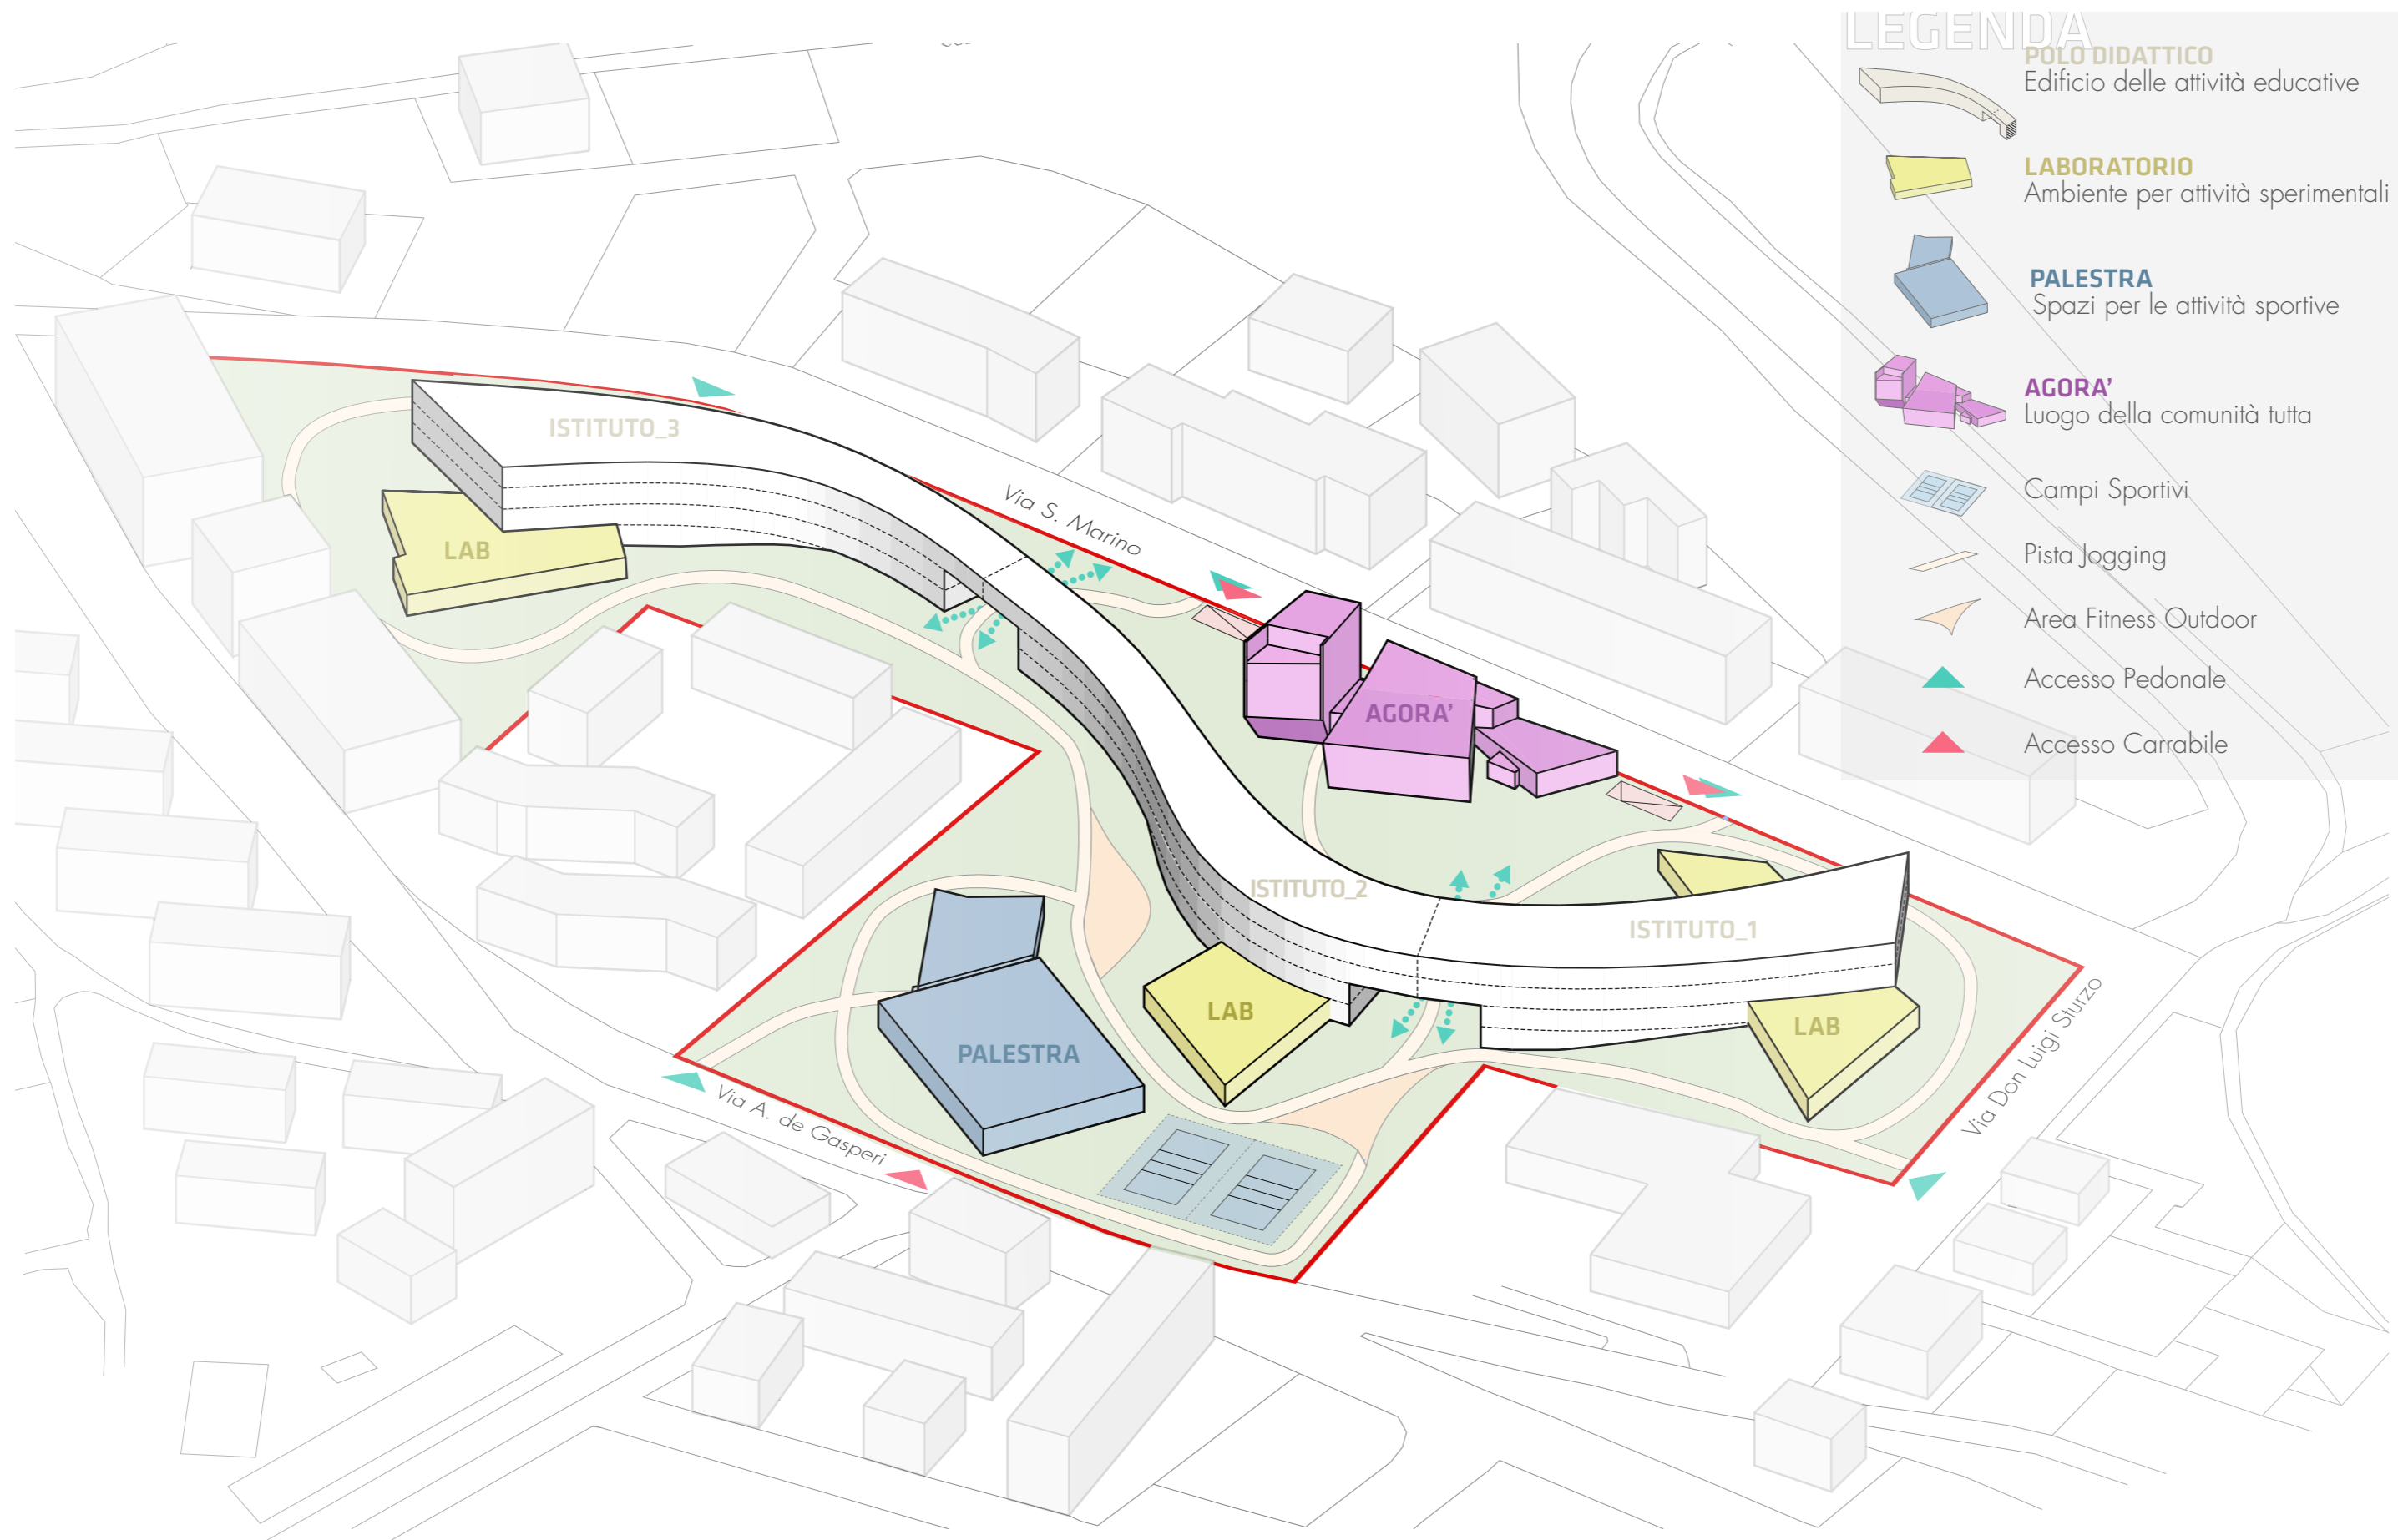 LEGENDA
POLO DIDATTICO
Edificio delle attività educative
LABORATORIO
Ambiente per attività sperimentali
PALESTRA
Spazi per le attività sportive
AGORA'
Luogo della comunità tutta
Campi Sportivi
Pista Jogging
Area Fitness Outdoor
Accesso Pedonale
Accesso Carrabile
ISTITUTO_3
LAB
Via S. Marino
AGORA'
ISTITUTO_2
ISTITUTO_1
LAB
LAB
PALESTRA
Via A. de Gasperi
Via Don Luigi Sturzo